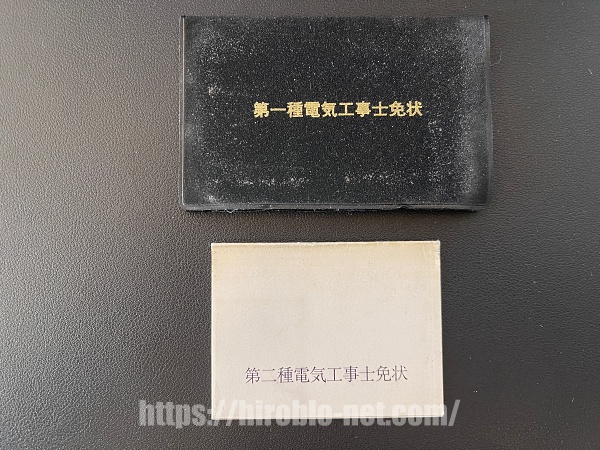 第一種電気工事士免状
第二種電気工事士免状
https://hiroblo-net.com/